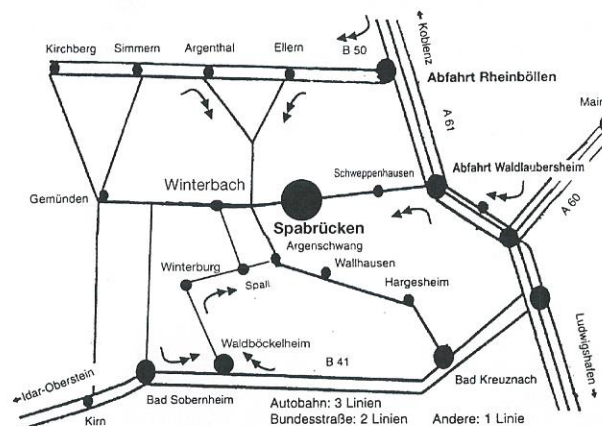 B 50
Koblenz
Kirchberg
Simmern
Argenthal
Ellern
Abfahrt Rheinböllen
A 61
Main
Schweppenhausen
Abfahrt Waldlaubersheim
Gemünden
Winterbach
A 60
Spabrücken
Argenschwang
Wallhausen
Winterburg
Spall
Hargesheim
Waldböckelheim
B 41
Ludwigshafen
Idar-Oberstein
Bad Kreuznach
Bad Sobernheim
Kirn
Autobahn: 3 Linien
Bundesstraße: 2 Linien Andere: 1 Linie